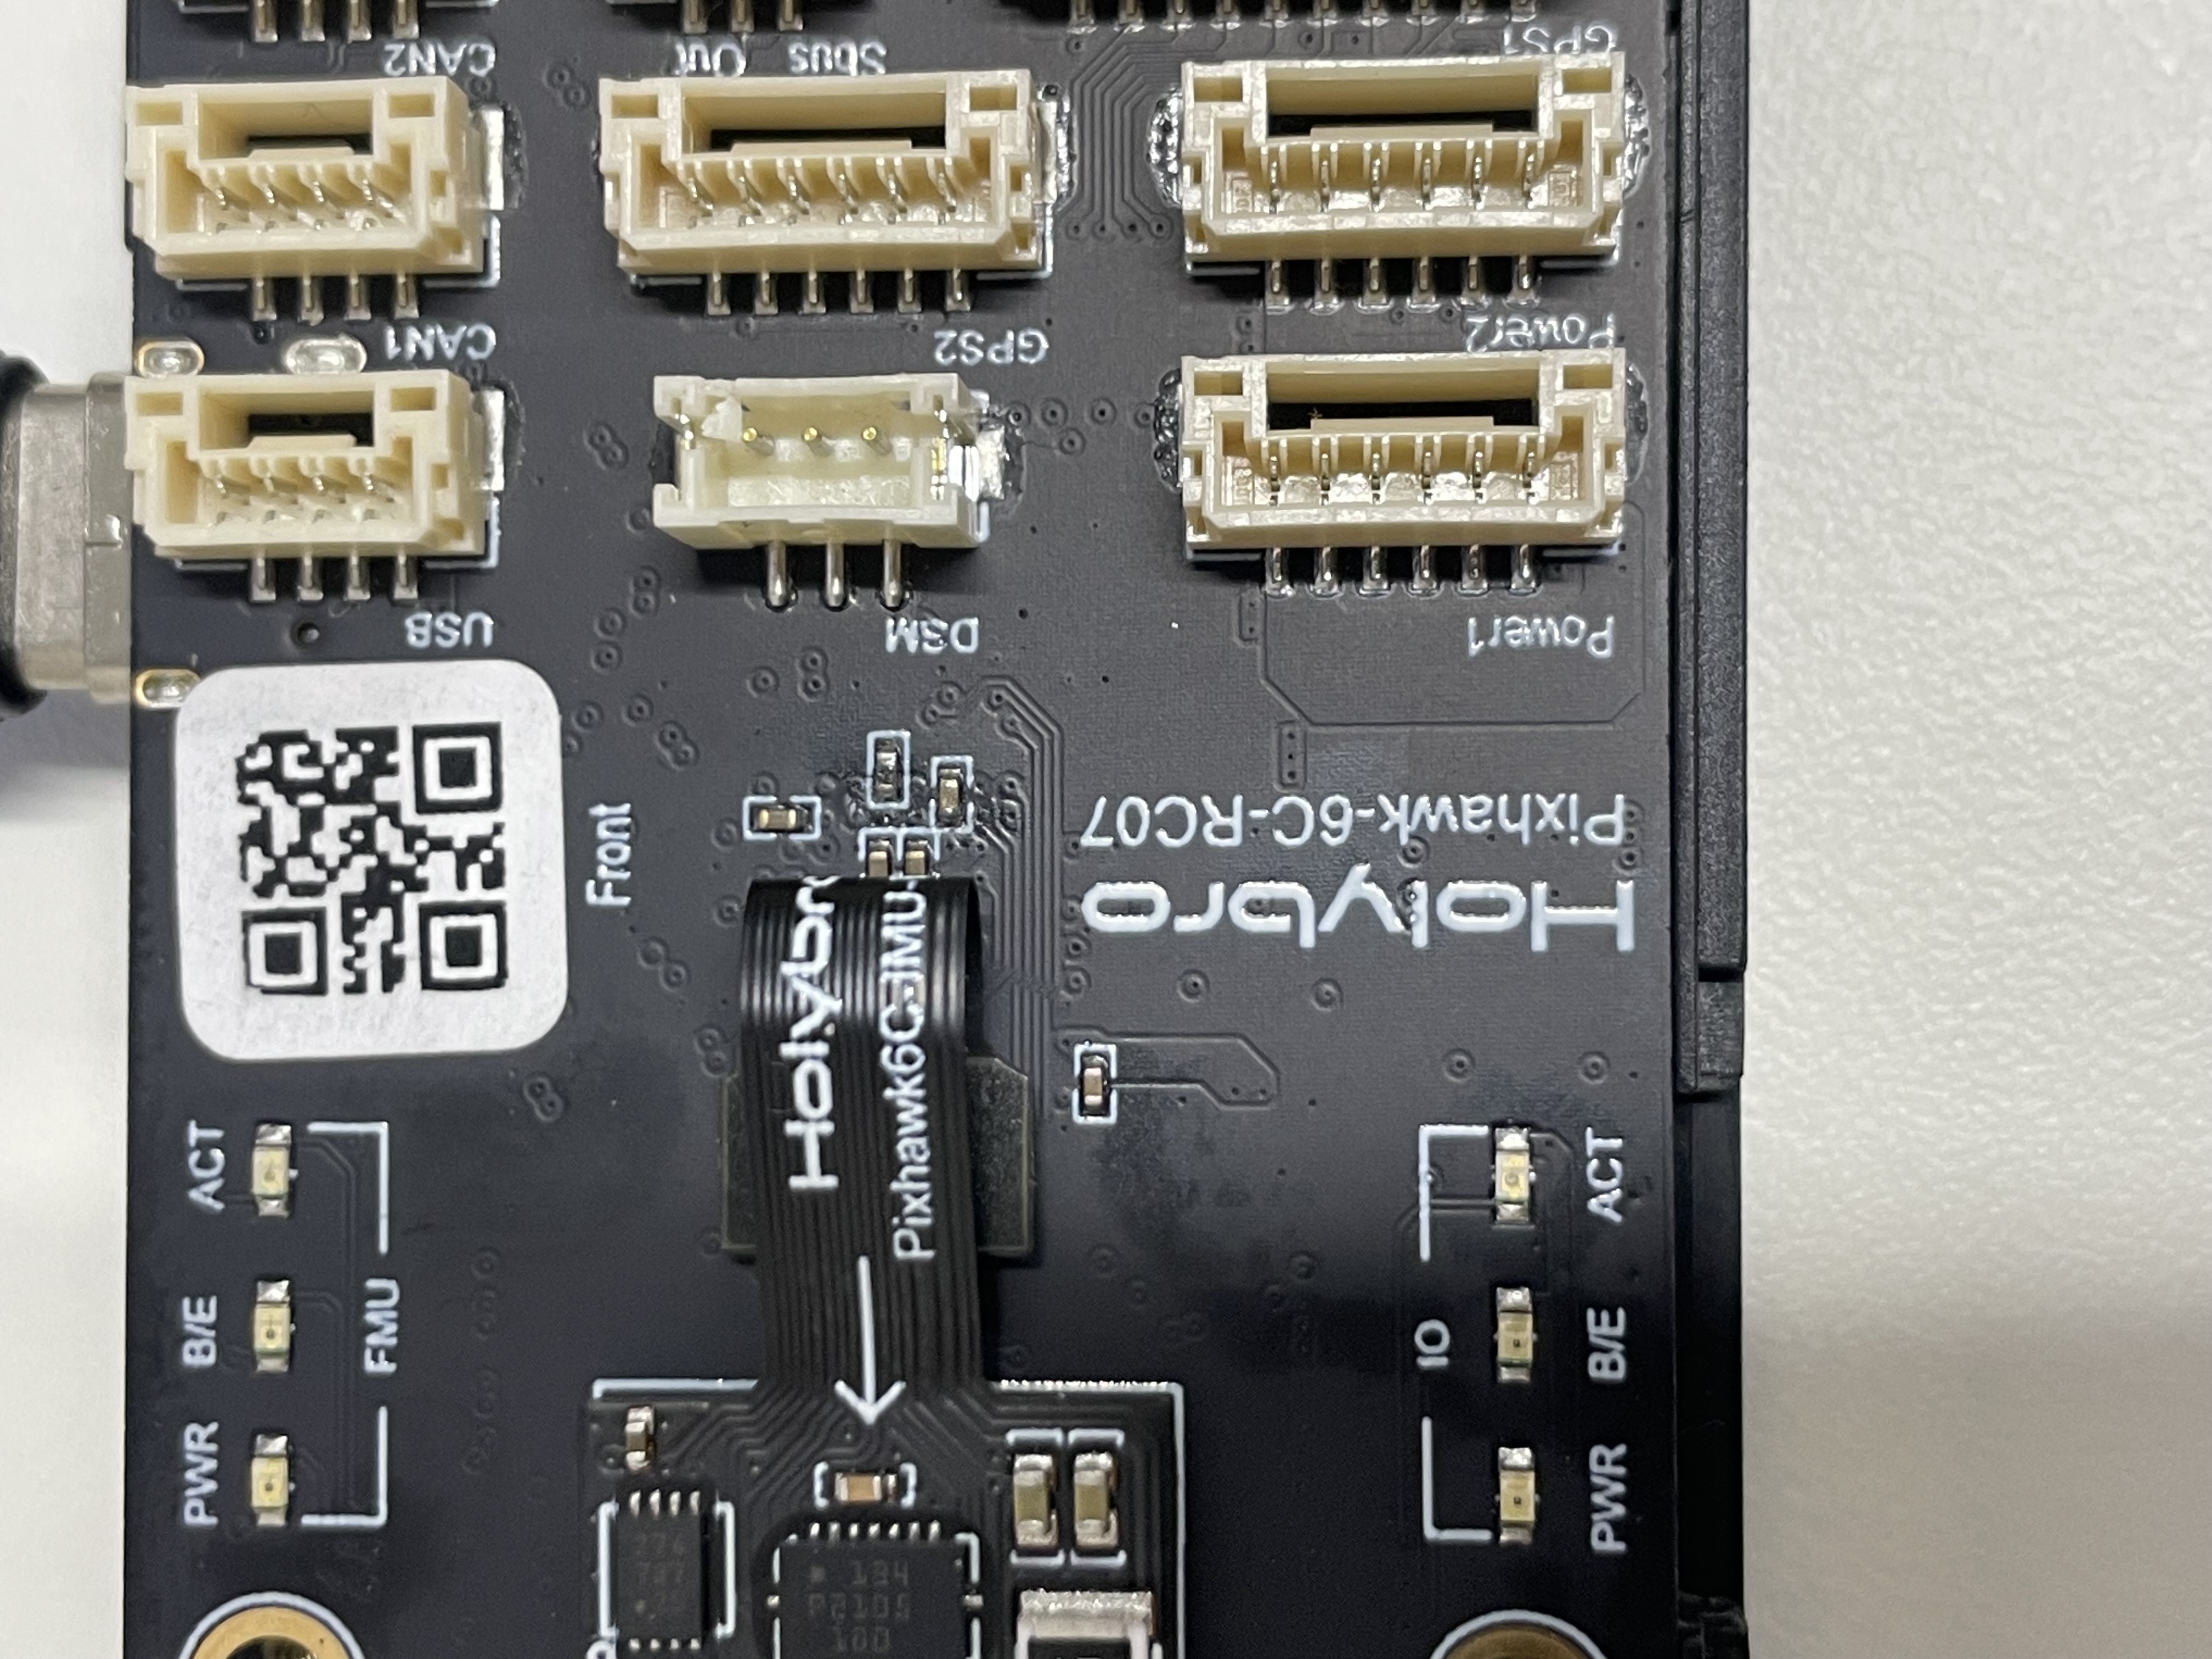 PWR B/E ACT
FMU
Front
USB
CAN1
CAN2
Holybro
Pixhawk6C-IMU-
DSM
GPS2
Sbus Out
Holybro
Pixhawk-6C-RC07
IO
PWR B/E ACT
Power1
Power2
GPS1